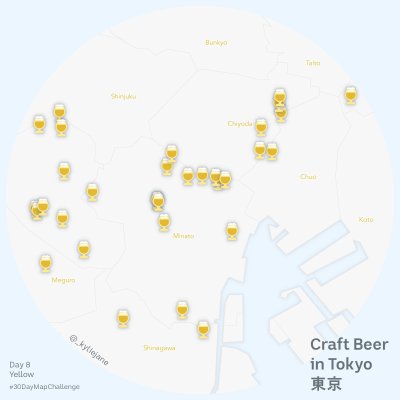 Bunkyo
Taito
Shinjuku
Chiyoda
Chuo
Koto
Minato
Meguro
Shinagawa
@_kyliejane
Craft Beer
in Tokyo
東京
Day 8
Yellow
#30DayMapChallenge